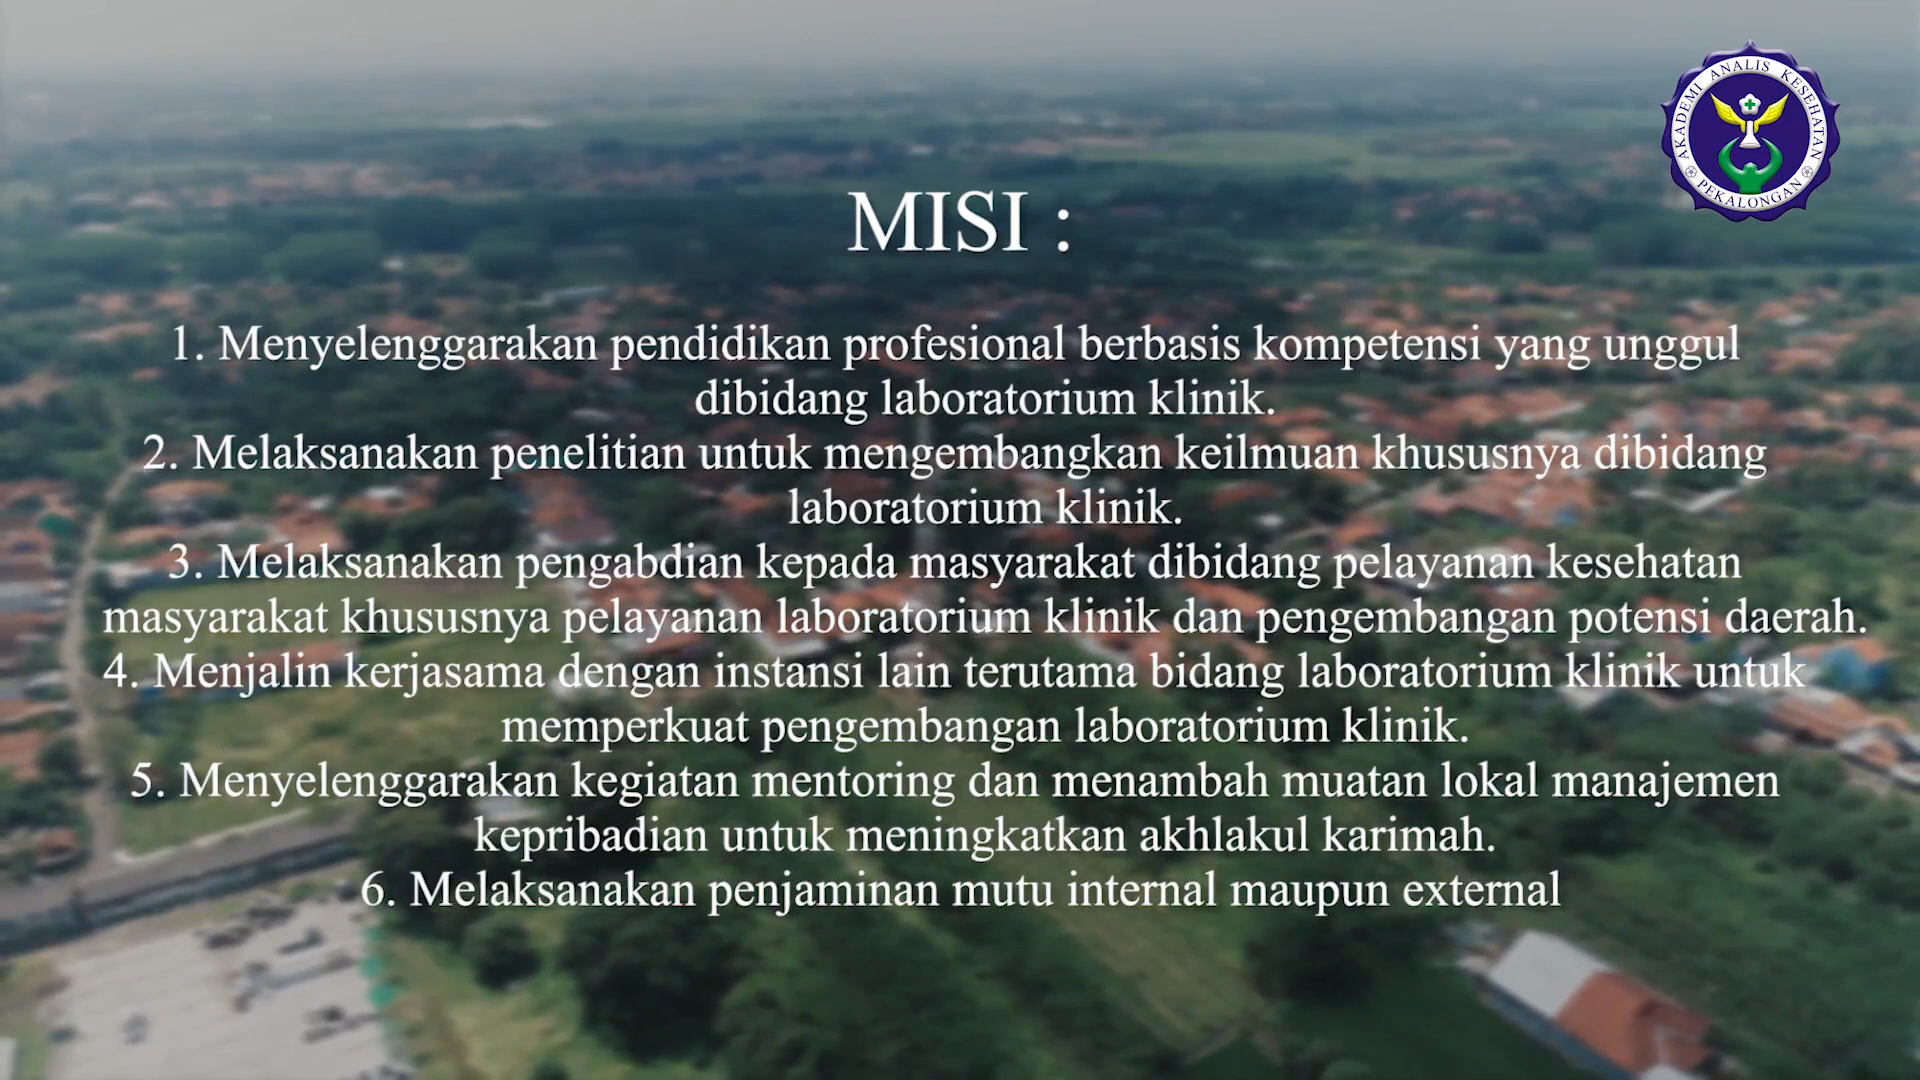 AKADEMI ANALIS KESEHATAN
PEKALONGAN
MISI :
1. Menyelenggarakan pendidikan profesional berbasis kompetensi yang unggul
dibidang laboratorium klinik.
2. Melaksanakan penelitian untuk mengembangkan keilmuan khususnya dibidang
laboratorium klinik.
3. Melaksanakan pengabdian kepada masyarakat dibidang pelayanan kesehatan
masyarakat khususnya pelayanan laboratorium klinik dan pengembangan potensi daerah.
4. Menjalin kerjasama dengan instansi lain terutama bidang laboratorium klinik untuk
memperkuat pengembangan laboratorium klinik.
5. Menyelenggarakan kegiatan mentoring dan menambah muatan lokal manajemen
kepribadian untuk meningkatkan akhlakul karimah.
6. Melaksanakan penjaminan mutu internal maupun external